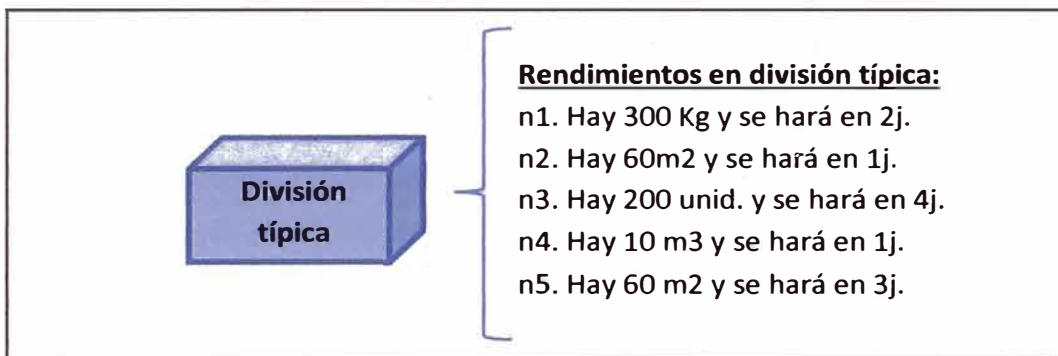 División
típica
Rendimientos en división típica:
n1. Hay 300 Kg y se hará en 2j.
n2. Hay 60m2 y se hará en 1j.
n3. Hay 200 unid. y se hará en 4j.
n4. Hay 10 m3 y se hará en 1j.
n5. Hay 60 m2 y se hará en 3j.